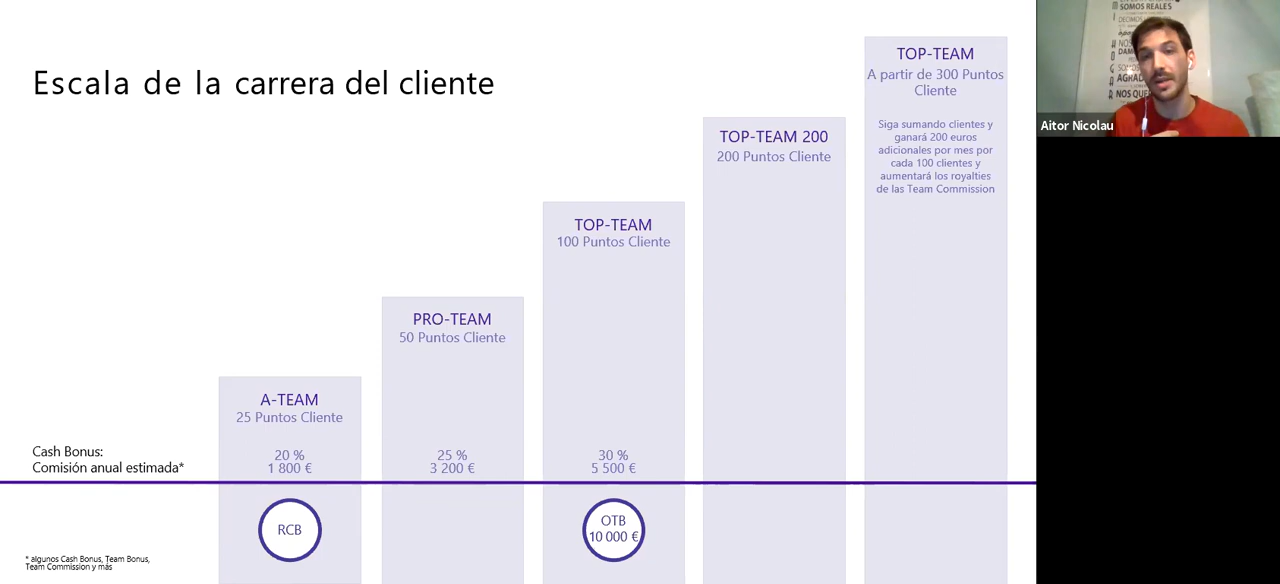 Escala de la carrera del cliente
TOP-TEAM
A partir de 300 Puntos
Cliente
Siga sumando clientes y
ganará 200 euros
adicionales por mes por
cada 100 clientes y
aumentará los royalties
de las Team Commission
TOP-TEAM 200
200 Puntos Cliente
TOP-TEAM
100 Puntos Cliente
PRO-TEAM
50 Puntos Cliente
A-TEAM
25 Puntos Cliente
Cash Bonus:
Comisión anual estimada*
20 %
1 800 €
25 %
3 200 €
30 %
5 500 €
RCB
OTB
10 000 €
* algunos Cash Bonus, Team Bonus,
Team Commission y más
SOMOS REALES
Aitor Nicolau